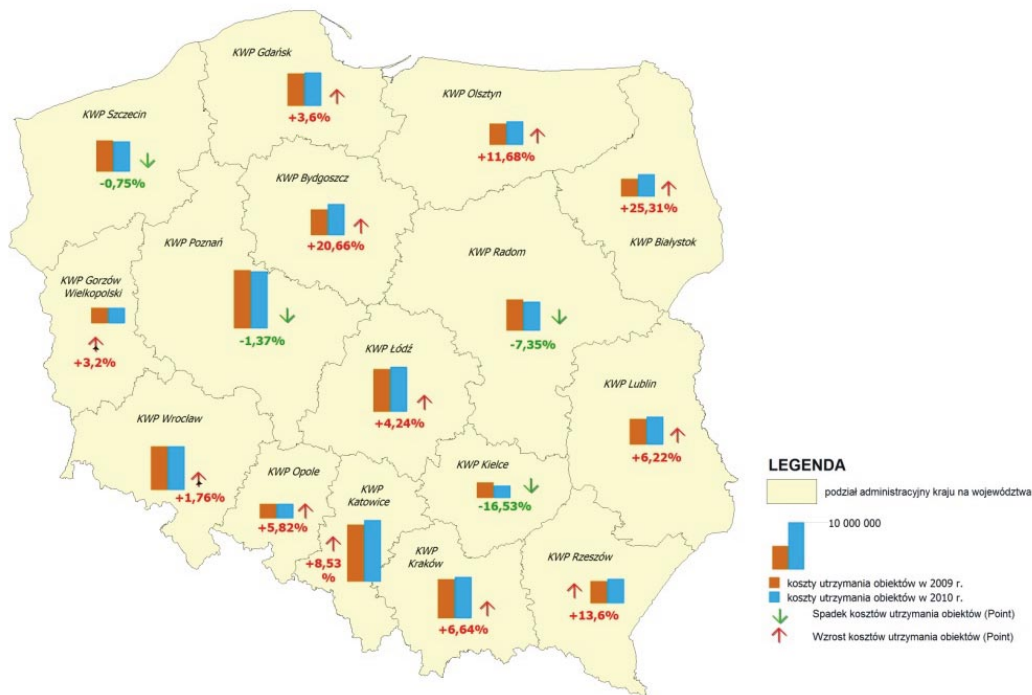 KWP Gdańsk
+3,6%
KWP Olsztyn
+11,68%
KWP Szczecin
-0,75%
KWP Bydgoszcz
+20,66%
+25,31%
KWP Białystok
KWP Poznań
-1,37%
KWP Radom
-7,35%
KWP Gorzów
Wielkopolski
+3,2%
KWP Łódź
+4,24%
KWP Lublin
+6,22%
KWP Wrocław
+1,76%
KWP Opole
+5,82%
KWP
Katowice
+8,53
%
KWP Kielce
-16,53%
KWP
Kraków
+6,64%
KWP Rzeszów
+13,6%
LEGENDA
podział administracyjny kraju na województwa
10 000 000
koszty utrzymania obiektów w 2009 r.
koszty utrzymania obiektów w 2010 r.
Spadek kosztów utrzymania obiektów (Point)
Wzrost kosztów utrzymania obiektów (Point)